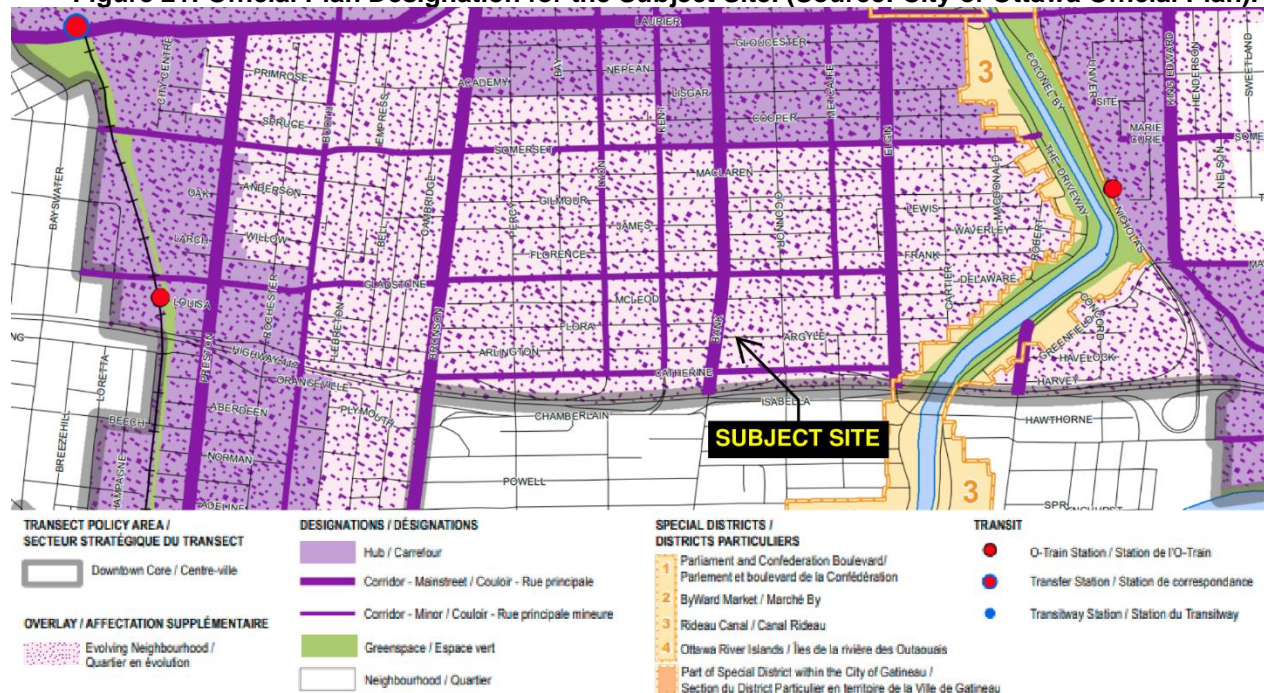 Figure 21: Official Plan Designation for the Subject Site. (Source: City of Ottawa Official Plan).
LAURIER
GLOUCESTER
NEPEAN
LISGAR
COOPER
ACADEMY
BAY
KENT
METCALFE
ELGIN
CITY CENTRE
PRIMROSE
SPRUCE
BOOTH
EMPRESS
3
COLONEL BY
THE DRIVEWAY
SITE
MARIE
CURIE
KING EDWARD
HENDERSON
SWEETLAND
NELSON
SOMERSET
MACLAREN
BAYSWATER
OAK
ANDERSON
CAMBRIDGE
PERCY
GILMOUR
LYON
JAMES
O'CONNOR
LEWIS
MACDONALD
WAVERLEY
ROBERT
NICHOLAS
LARCH
WILLOW
BELL
FLORENCE
FRANK
CARTIER
DELAWARE
LOUISA
GLADSTONE
MCLEOD
ROCHESTER
LEBRETON
BRONSON
FLORA
BANK
ARGYLE
CONCORD
GREENFIELD
HAVELOCK
PRESTON
HIGHWAY 417
ARLINGTON
CATHERINE
HARVEY
LORETTA
BREEZEHILL
ORANGEVILLE
ABERDEEN
PLYMOUTH
CHAMBERLAIN
ISABELLA
HAWTHORNE
BEECH
NORMAN
SUBJECT SITE
POWELL
3
ADELINE
TRANSECT POLICY AREA /
SECTEUR STRATÉGIQUE DU TRANSECT
Downtown Core / Centre-ville
OVERLAY / AFFECTATION SUPPLÉMENTAIRE
Evolving Neighbourhood /
Quartier en évolution
DESIGNATIONS / DÉSIGNATIONS
Hub / Carrefour
Corridor - Mainstreet / Couloir - Rue principale
Corridor - Minor / Couloir - Rue principale mineure
Greenspace / Espace vert
Neighbourhood / Quartier
SPECIAL DISTRICTS /
DISTRICTS PARTICULIERS
1 Parliament and Confederation Boulevard/
Parlement et boulevard de la Confédération
2 ByWard Market / Marché By
3 Rideau Canal / Canal Rideau
4 Ottawa River Islands / Îles de la rivière des Outaouais
Part of Special District within the City of Gatineau /
Section du District Particulier en territoire de la Ville de Gatineau
TRANSIT
O-Train Station / Station de l'O-Train
Transfer Station / Station de correspondance
Transitway Station / Station du Transitway